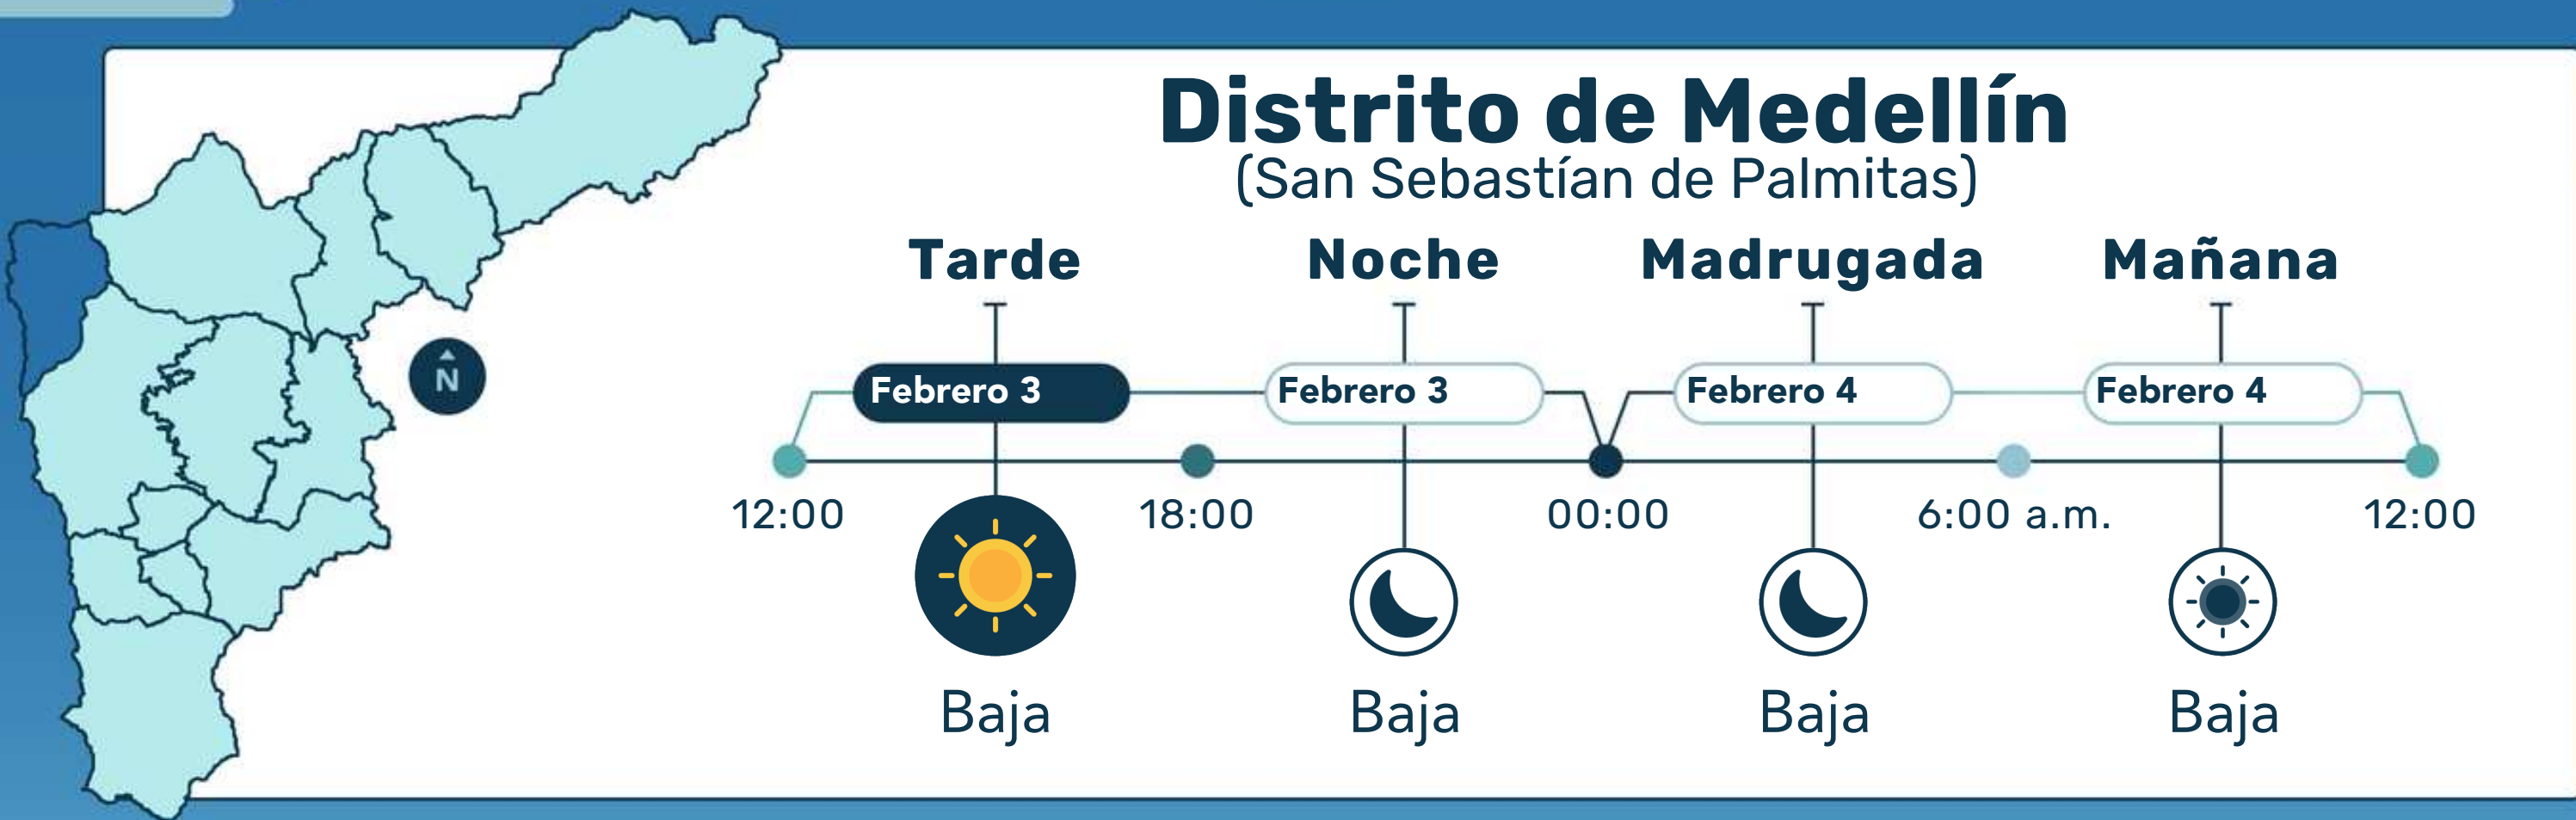 Distrito de Medellín
(San Sebastían de Palmitas)
Tarde Noche Madrugada Mañana
Febrero 3 Febrero 3 Febrero 4 Febrero 4
N
12:00 18:00 00:00 6:00 a.m. 12:00
Baja Baja Baja Baja